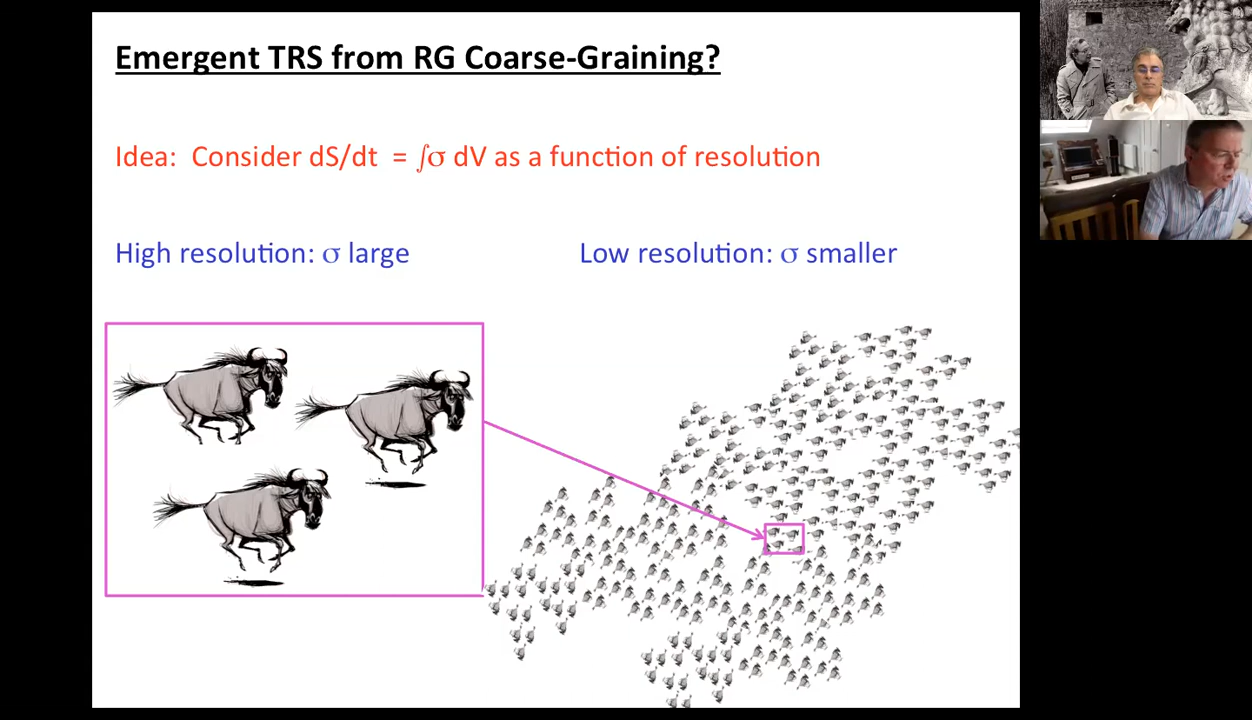 Emergent TRS from RG Coarse-Graining?
Idea: Consider dS/dt = ∫σ dV as a function of resolution
High resolution: σ large
Low resolution: σ smaller